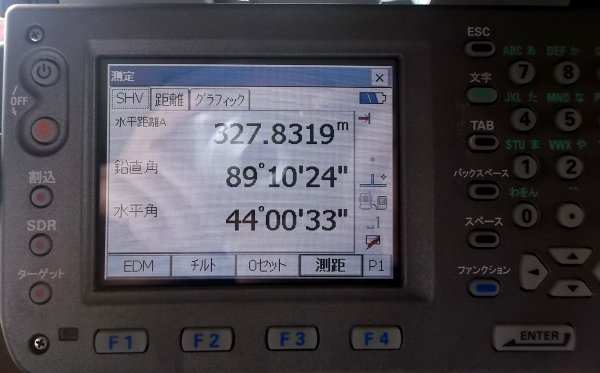 測定
SHV 距離 グラフィック
水平距離A 327.8319m
鉛直角 89°10'24"
水平角 44°00'33"
EDM チルト 0セット 測距 P1
F1 F2 F3 F4
OFF
割込
SDR
ターゲット
ESC
文字
TAB
バックスペース
スペース
ファンクション
ABC あ DEF か
7 8
JKL た MNO な
4 5
STU ま VWX や
1 2
わをん
0 .
ENTER